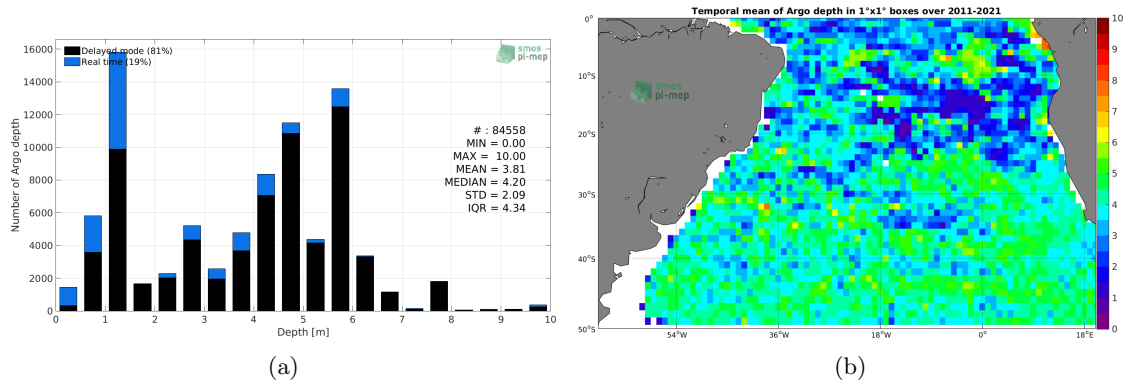 Delayed mode (81%)
Real time (19%)
smos
pi-mep
# : 84558
MIN = 0.00
MAX = 10.00
MEAN = 3.81
MEDIAN = 4.20
STD = 2.09
IQR = 4.34
Number of Argo depth
16000
14000
12000
10000
8000
6000
4000
2000
0
0 1 2 3 4 5 6 7 8 9 10
Depth [m]
(a)
Temporal mean of Argo depth in 1°x1° boxes over 2011-2021
smos
pi-mep
0°
10°S
20°S
30°S
40°S
50°S
54°W 36°W 18°W 0° 18°E
10
9
8
7
6
5
4
3
2
1
0
(b)